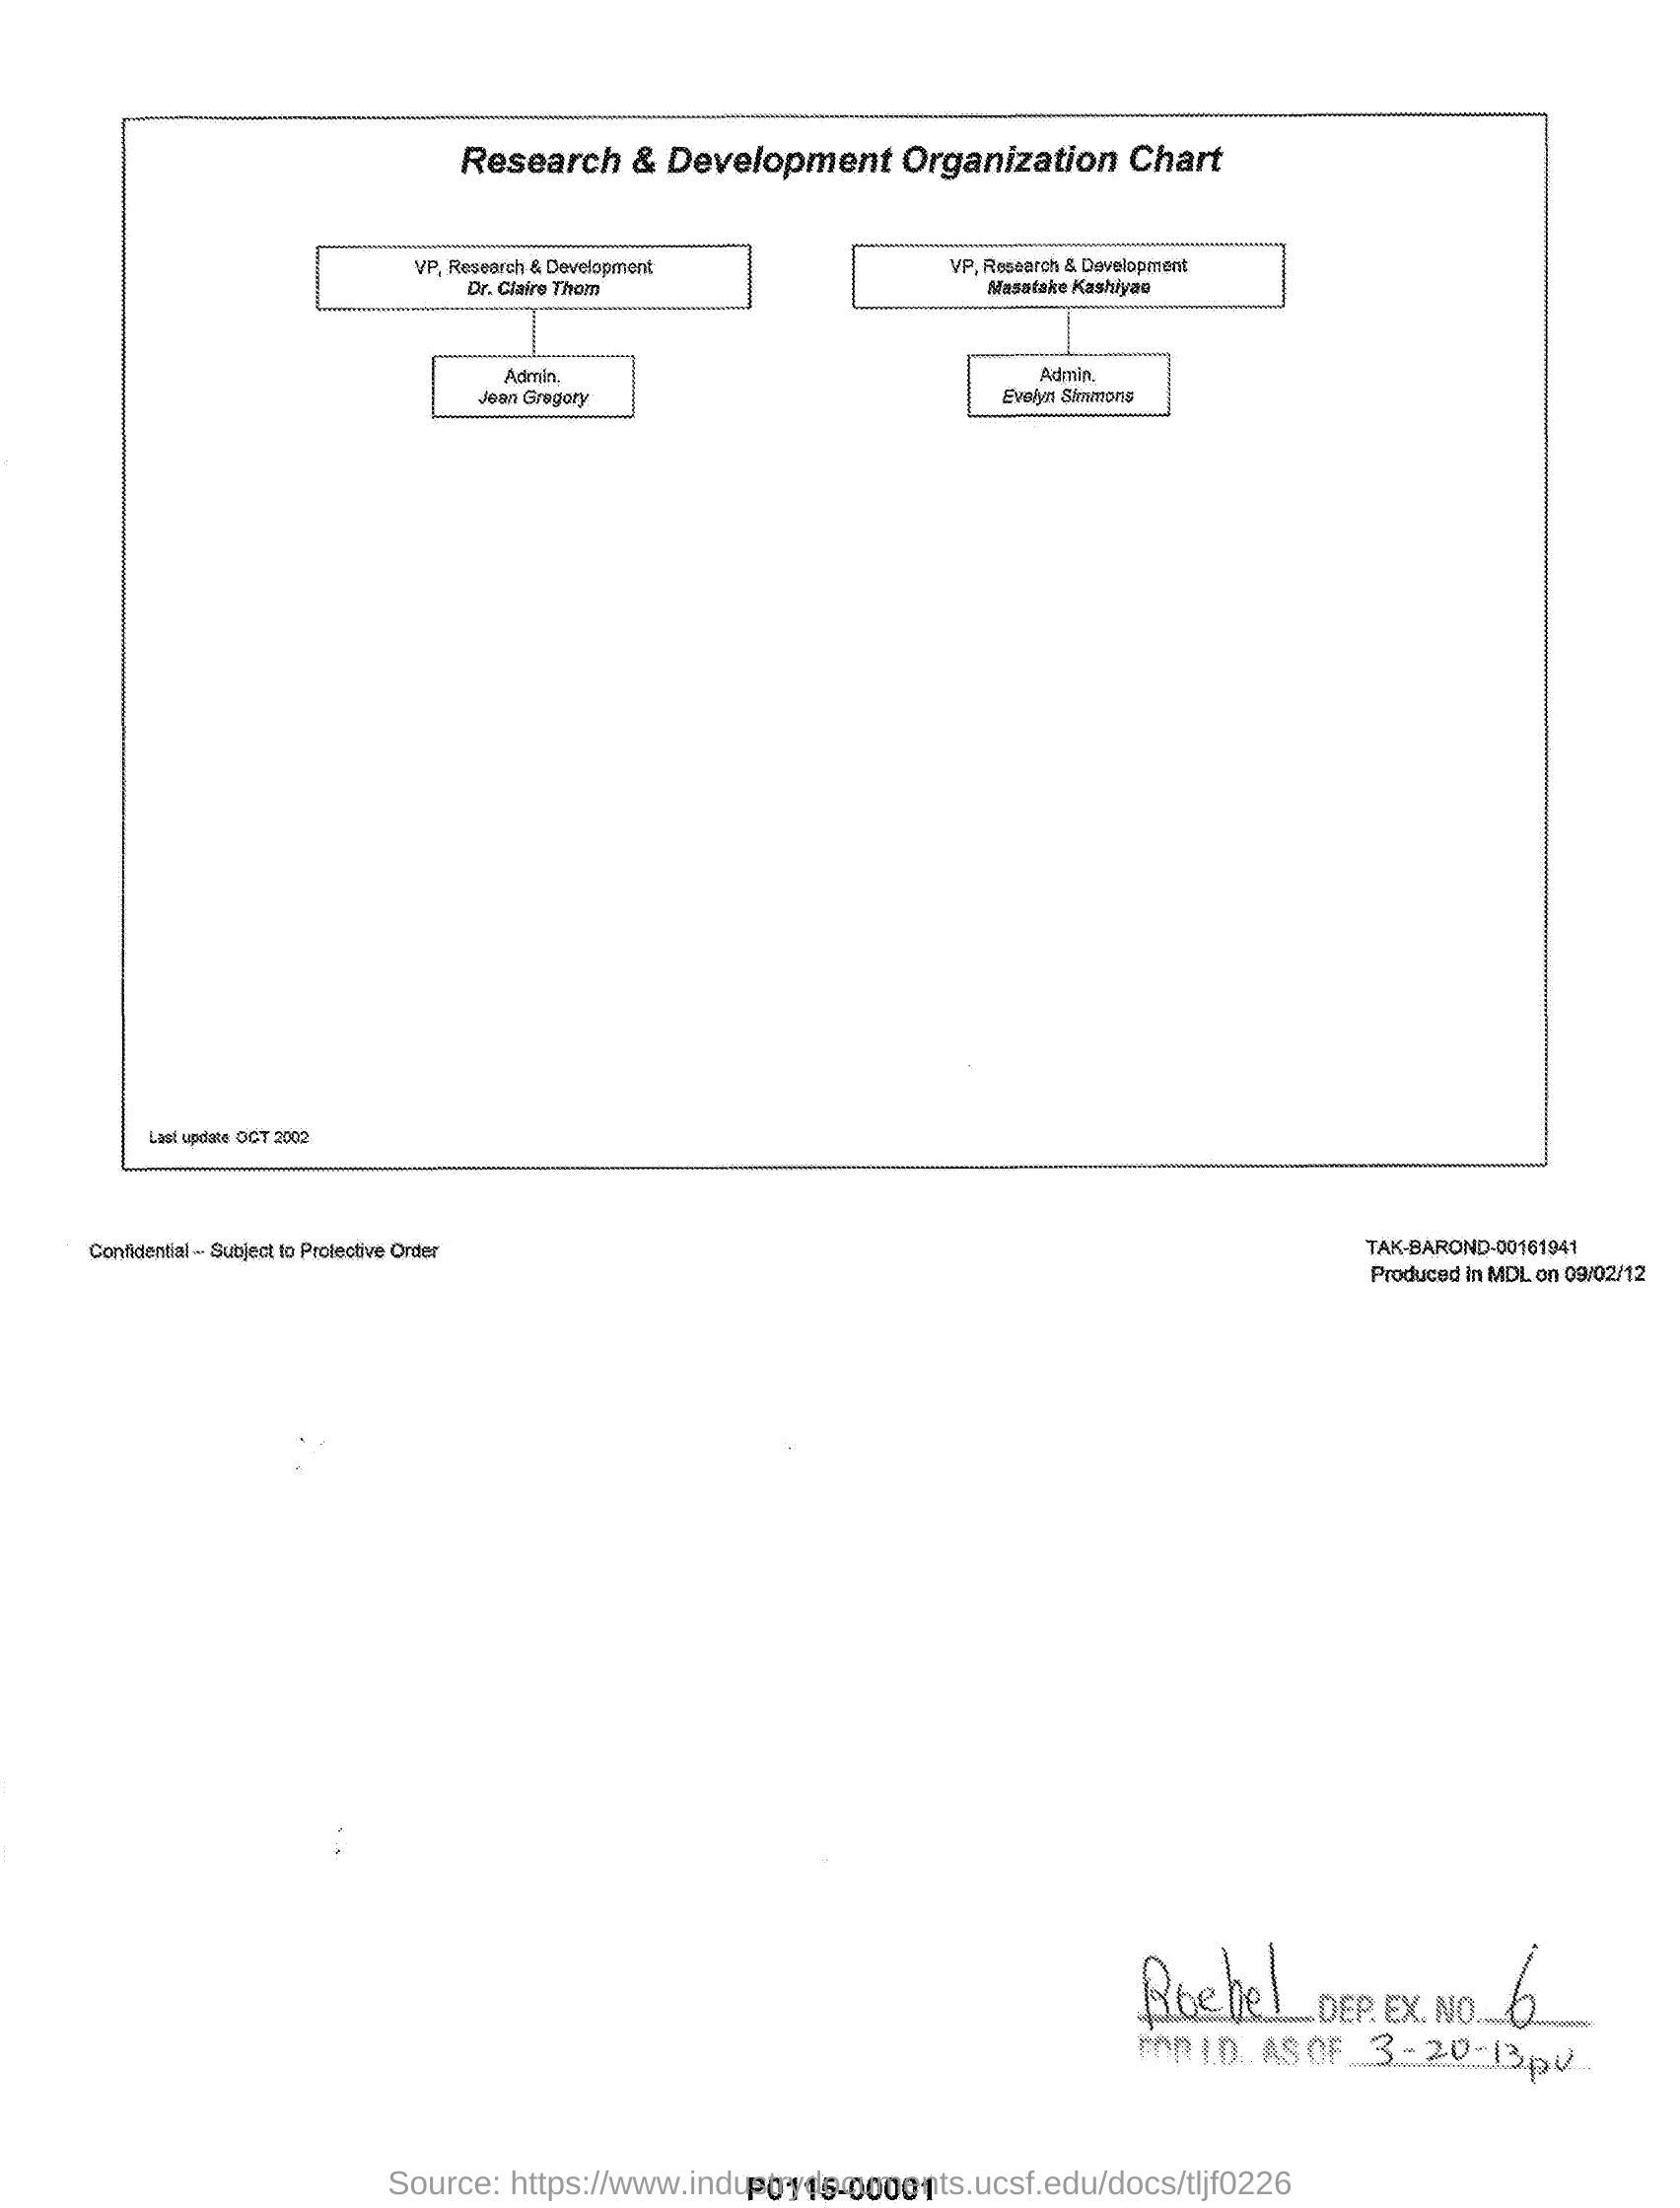 Research & Development Organization Chart
VP, Research & Development
Dr. Claire Thom
VP, Research & Development
Masatake Kashiyae
Admin.
Jean Gregory
Admin.
Evelyn Simmons
Last update OCT 2002
Confidential -- Subject to Protective Order
TAK-BAROND-00161941
Produced in MDL on 09/02/12
Roebel DEP. EX. NO. 6
FOR I.D. AS OF 3-20-13 pv
Source: https://www.industrydocuments.ucsf.edu/docs/tljf0226